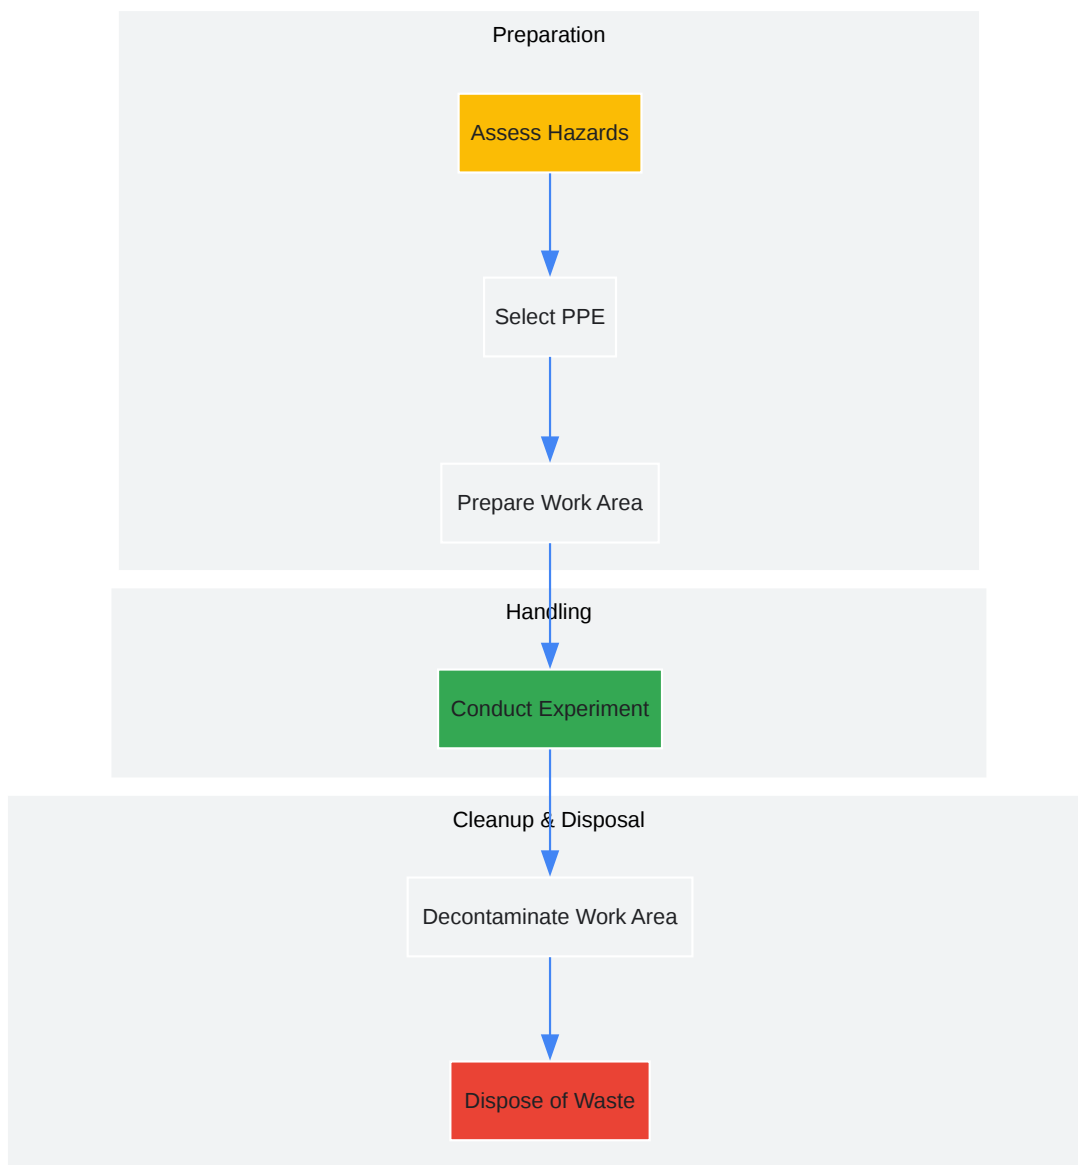 Preparation
Assess Hazards
Select PPE
Prepare Work Area
Handling
Conduct Experiment
Cleanup & Disposal
Decontaminate Work Area
Dispose of Waste